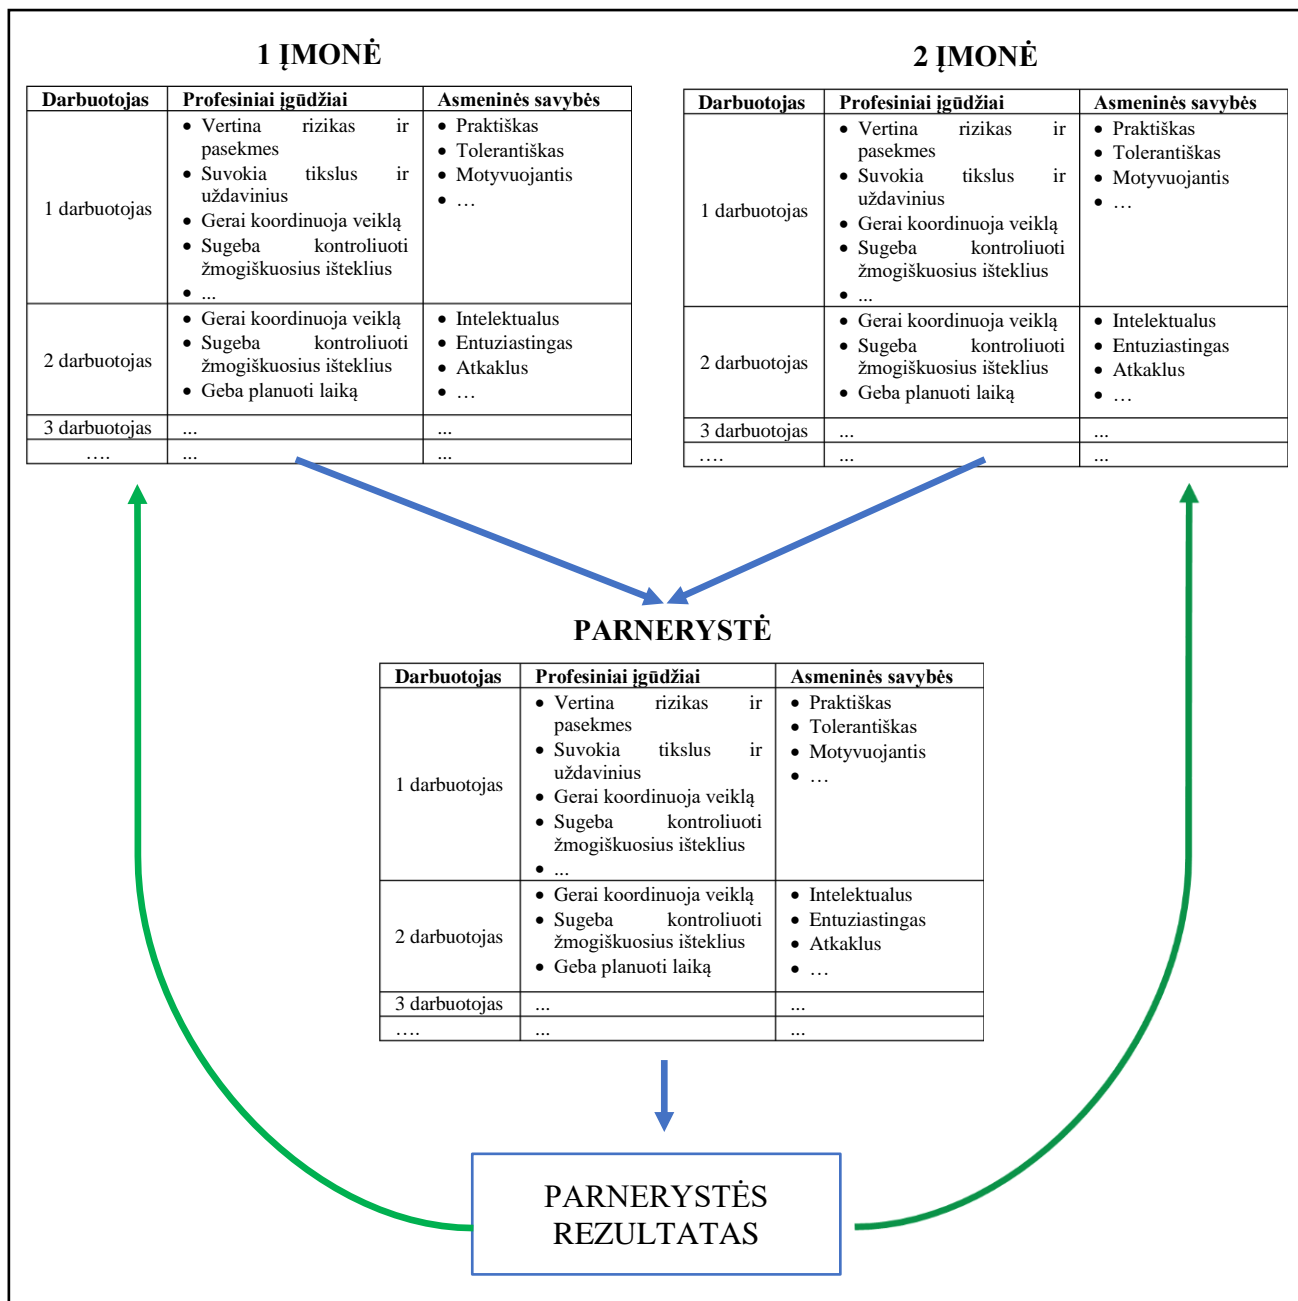 1 ĮMONĖ
Darbuotojas Profesiniai įgūdžiai Asmeninės savybės
1 darbuotojas
• Vertina rizikas ir
pasekmes
• Suvokia tikslus ir
uždavinius
• Gerai koordinuoja veiklą
• Sugeba kontroliuoti
žmogiškuosius išteklius
• ...
• Praktiškas
• Tolerantiškas
• Motyvuojantis
• …
2 darbuotojas
• Gerai koordinuoja veiklą
• Sugeba kontroliuoti
žmogiškuosius išteklius
• Geba planuoti laiką
• Intelektualus
• Entuziastingas
• Atkaklus
• …
3 darbuotojas ... ...
…. ... ...
2 ĮMONĖ
Darbuotojas Profesiniai įgūdžiai Asmeninės savybės
1 darbuotojas
• Vertina rizikas ir
pasekmes
• Suvokia tikslus ir
uždavinius
• Gerai koordinuoja veiklą
• Sugeba kontroliuoti
žmogiškuosius išteklius
• ...
• Praktiškas
• Tolerantiškas
• Motyvuojantis
• …
2 darbuotojas
• Gerai koordinuoja veiklą
• Sugeba kontroliuoti
žmogiškuosius išteklius
• Geba planuoti laiką
• Intelektualus
• Entuziastingas
• Atkaklus
• …
3 darbuotojas ... ...
…. ... ...
PARNERYSTĖ
Darbuotojas Profesiniai įgūdžiai Asmeninės savybės
1 darbuotojas
• Vertina rizikas ir
pasekmes
• Suvokia tikslus ir
uždavinius
• Gerai koordinuoja veiklą
• Sugeba kontroliuoti
žmogiškuosius išteklius
• ...
• Praktiškas
• Tolerantiškas
• Motyvuojantis
• …
2 darbuotojas
• Gerai koordinuoja veiklą
• Sugeba kontroliuoti
žmogiškuosius išteklius
• Geba planuoti laiką
• Intelektualus
• Entuziastingas
• Atkaklus
• …
3 darbuotojas ... ...
…. ... ...
PARNERYSTĖS
REZULTATAS